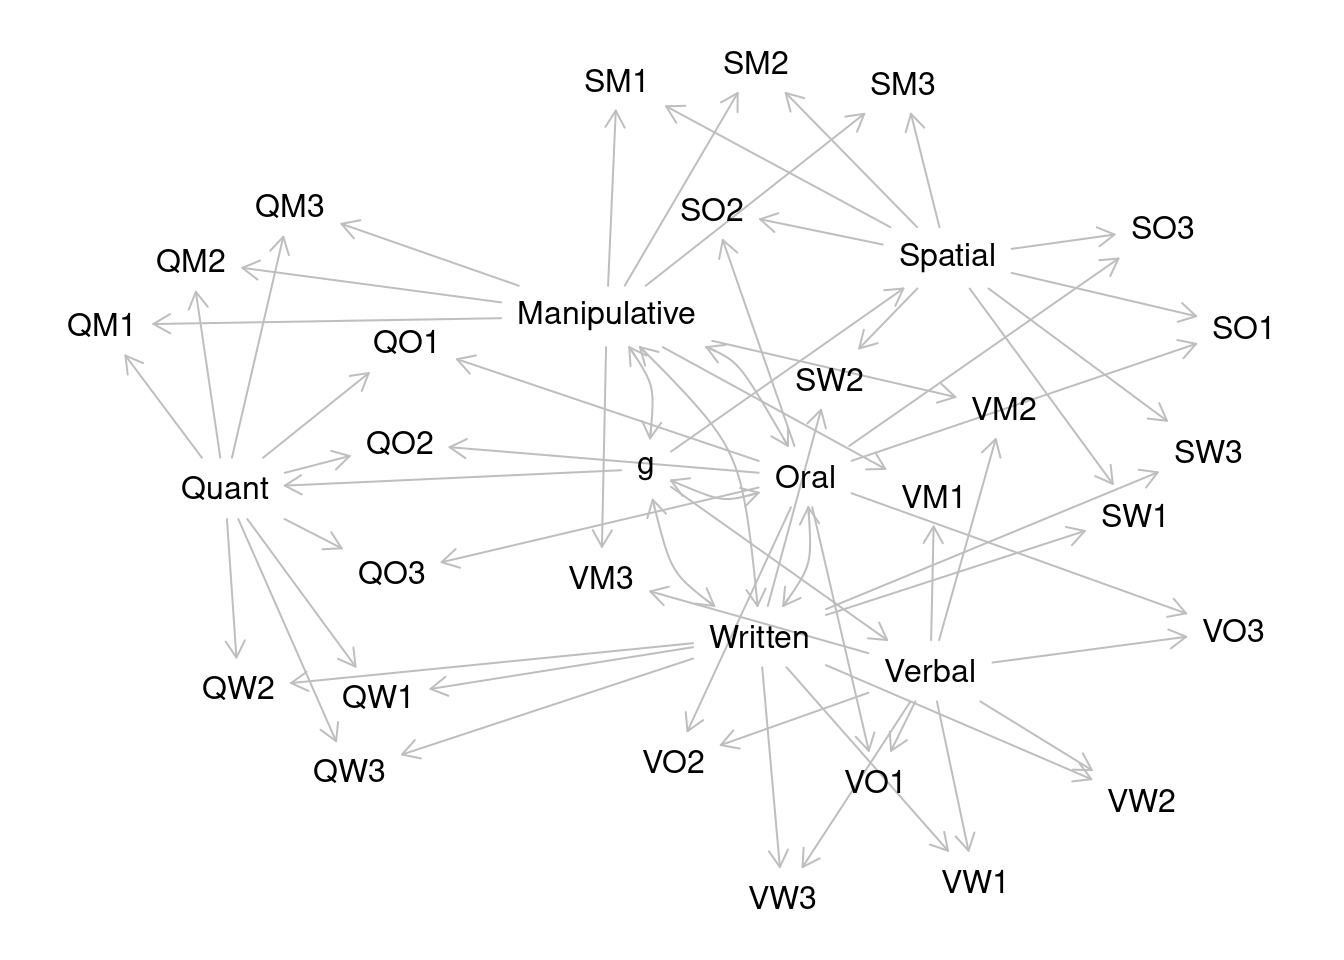 SM2
SM1
SM3
QM3
SO2
SO3
Spatial
QM2
Manipulative
QM1
SO1
QO1
SW2
VM2
QO2
SW3
g
Oral
Quant
VM1
SW1
QO3
VM3
VO3
Written
Verbal
QW2
QW1
VO2
QW3
VO1
VW2
VW1
VW3